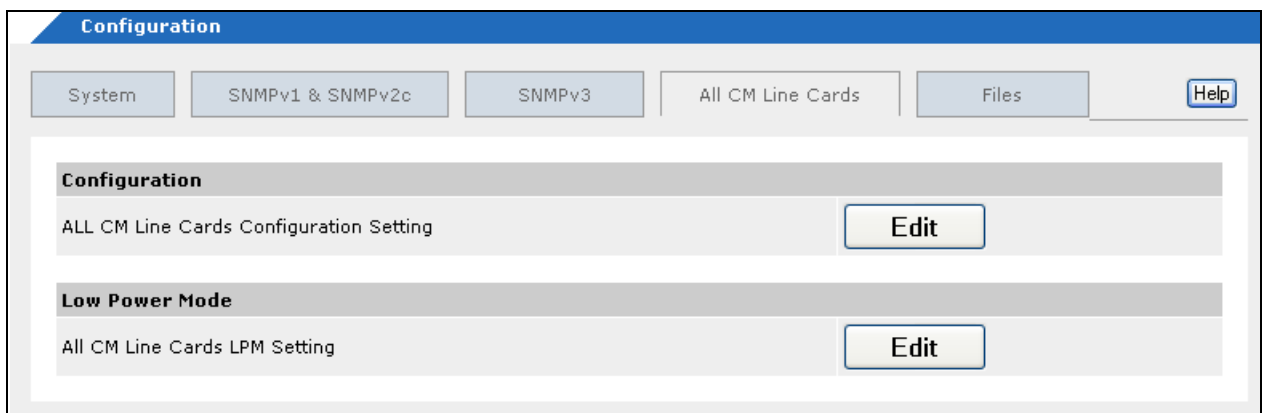 Configuration
System SNMPv1 & SNMPv2c SNMPv3 All CM Line Cards Files Help
Configuration
ALL CM Line Cards Configuration Setting Edit
Low Power Mode
All CM Line Cards LPM Setting Edit